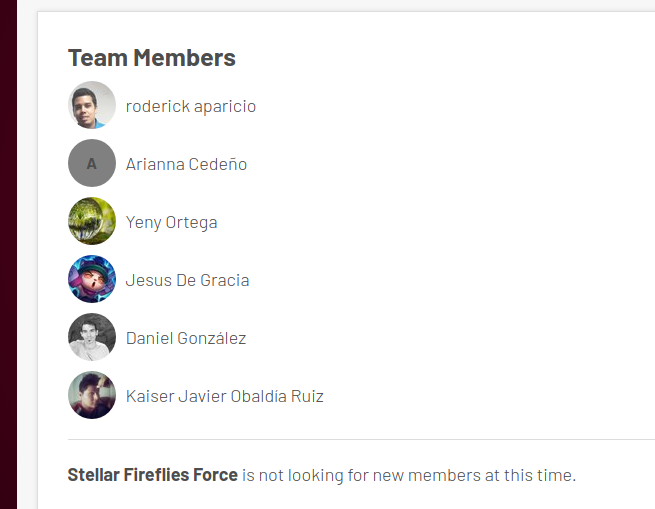 Team Members
roderick aparicio
A
Arianna Cedeño
Yeny Ortega
Jesus De Gracia
Daniel González
Kaiser Javier Obaldía Ruiz
Stellar Fireflies Force is not looking for new members at this time.